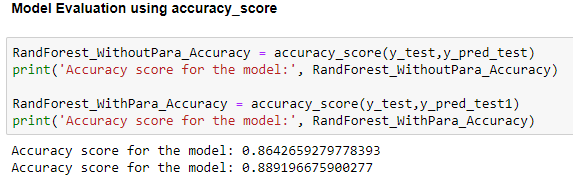 Model Evaluation using accuracy_score
RandForest_WithoutPara_Accuracy = accuracy_score(y_test,y_pred_test)
print('Accuracy score for the model:', RandForest_WithoutPara_Accuracy)
RandForest_WithPara_Accuracy = accuracy_score(y_test,y_pred_test1)
print('Accuracy score for the model:', RandForest_WithPara_Accuracy)
Accuracy score for the model: 0.8642659279778393
Accuracy score for the model: 0.889196675900277